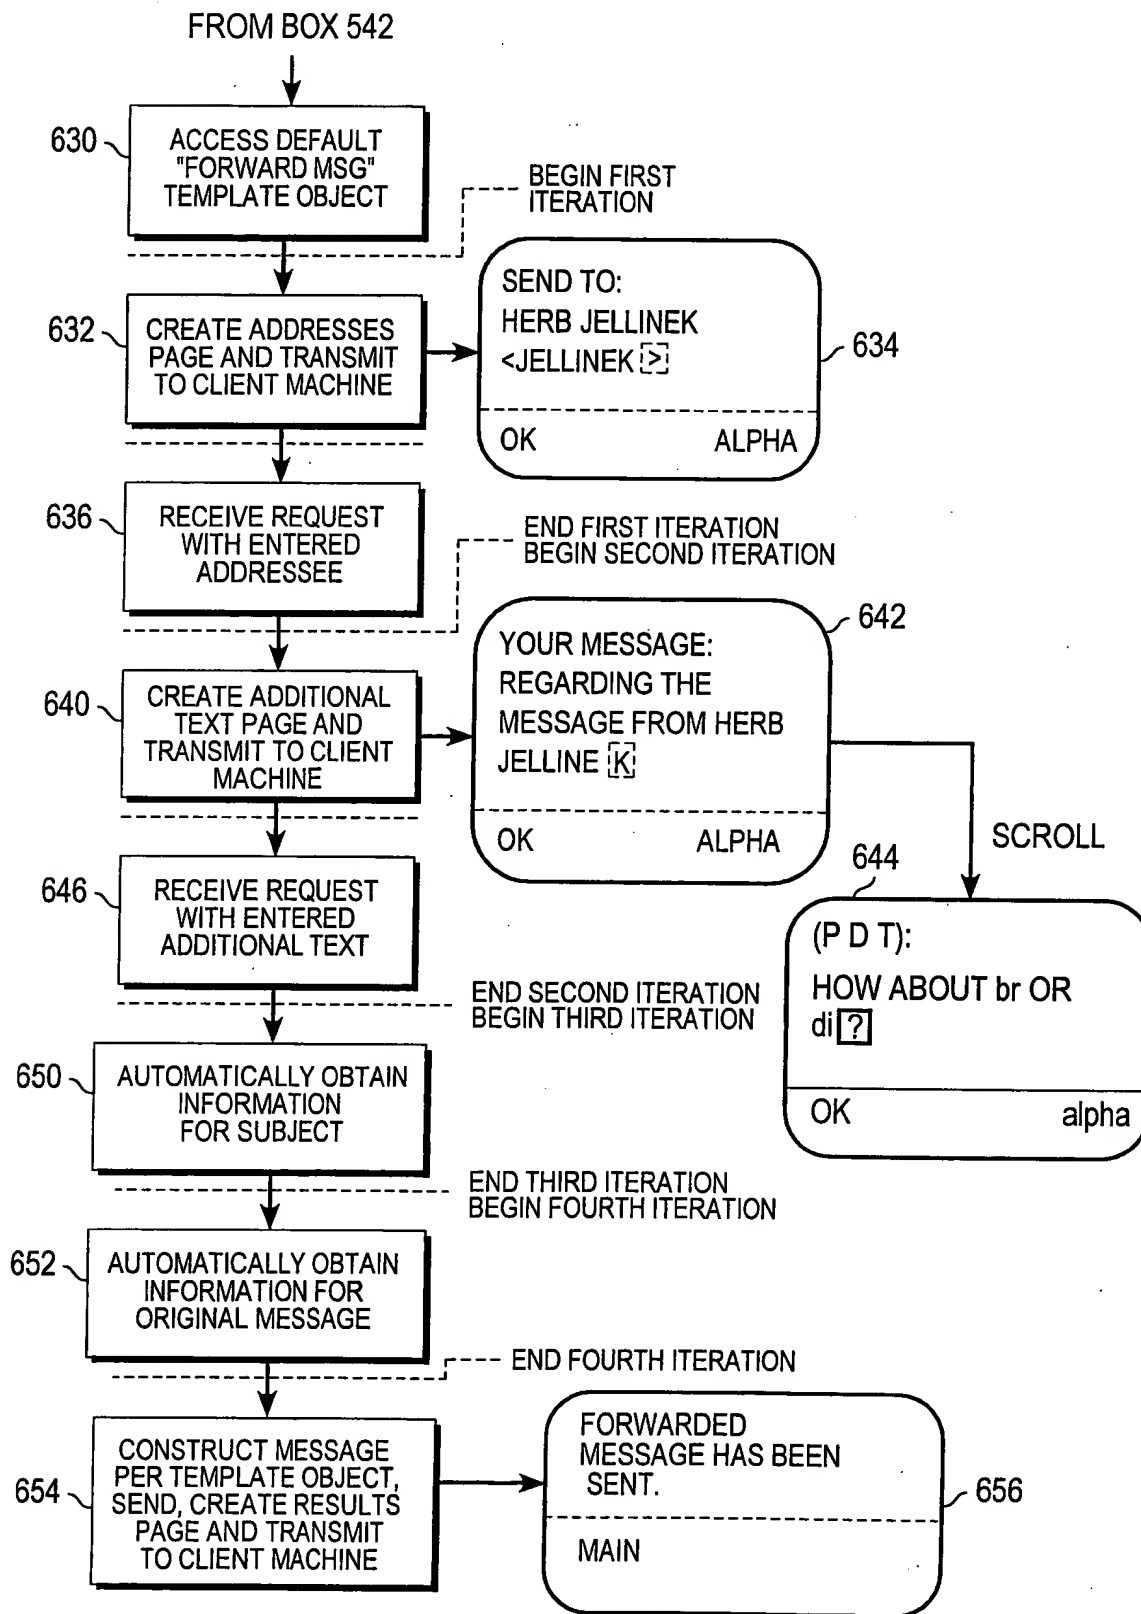 FROM BOX 542
630
ACCESS DEFAULT
"FORWARD MSG"
TEMPLATE OBJECT
BEGIN FIRST
ITERATION
632
CREATE ADDRESSES
PAGE AND TRANSMIT
TO CLIENT MACHINE
SEND TO:
HERB JELLINEK
<JELLINEK >
OK ALPHA
634
636
RECEIVE REQUEST
WITH ENTERED
ADDRESSEE
END FIRST ITERATION
BEGIN SECOND ITERATION
640
CREATE ADDITIONAL
TEXT PAGE AND
TRANSMIT TO CLIENT
MACHINE
642
YOUR MESSAGE:
REGARDING THE
MESSAGE FROM HERB
JELLINE K
OK ALPHA
SCROLL
644
(P D T):
HOW ABOUT br OR
di ?
OK alpha
646
RECEIVE REQUEST
WITH ENTERED
ADDITIONAL TEXT
END SECOND ITERATION
BEGIN THIRD ITERATION
650
AUTOMATICALLY OBTAIN
INFORMATION
FOR SUBJECT
END THIRD ITERATION
BEGIN FOURTH ITERATION
652
AUTOMATICALLY OBTAIN
INFORMATION FOR
ORIGINAL MESSAGE
END FOURTH ITERATION
654
CONSTRUCT MESSAGE
PER TEMPLATE OBJECT,
SEND, CREATE RESULTS
PAGE AND TRANSMIT
TO CLIENT MACHINE
FORWARDED
MESSAGE HAS BEEN
SENT.
MAIN
656